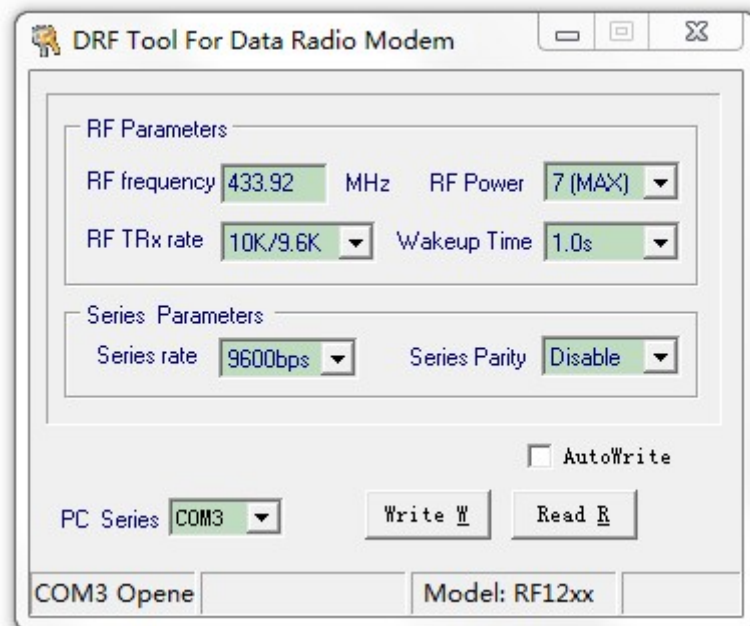 DRF Tool For Data Radio Modem
RF Parameters
RF frequency 433.92 MHz RF Power 7 (MAX)
RF TRx rate 10K/9.6K Wakeup Time 1.0s
Series Parameters
Series rate 9600bps Series Parity Disable
AutoWrite
PC Series COM3 Write W Read R
COM3 Opene Model: RF12xx